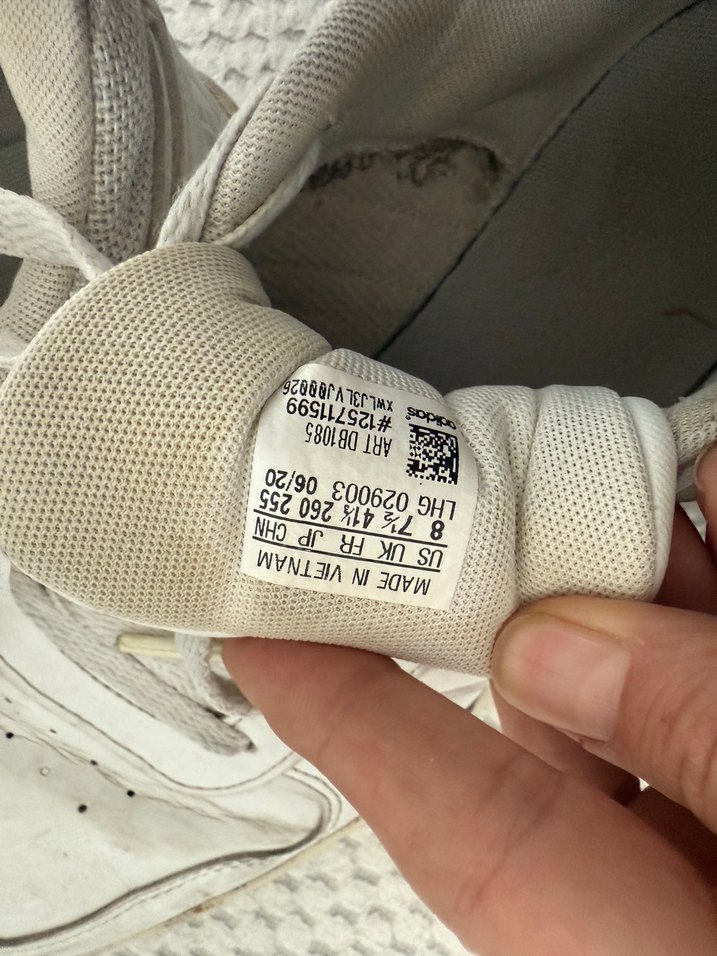 MADE IN VIETNAM
US UK FR JP CHN
8 7½ 41⅓ 260 255
LHG 029003 06/20
ART DB1085
#125711599
adidas®